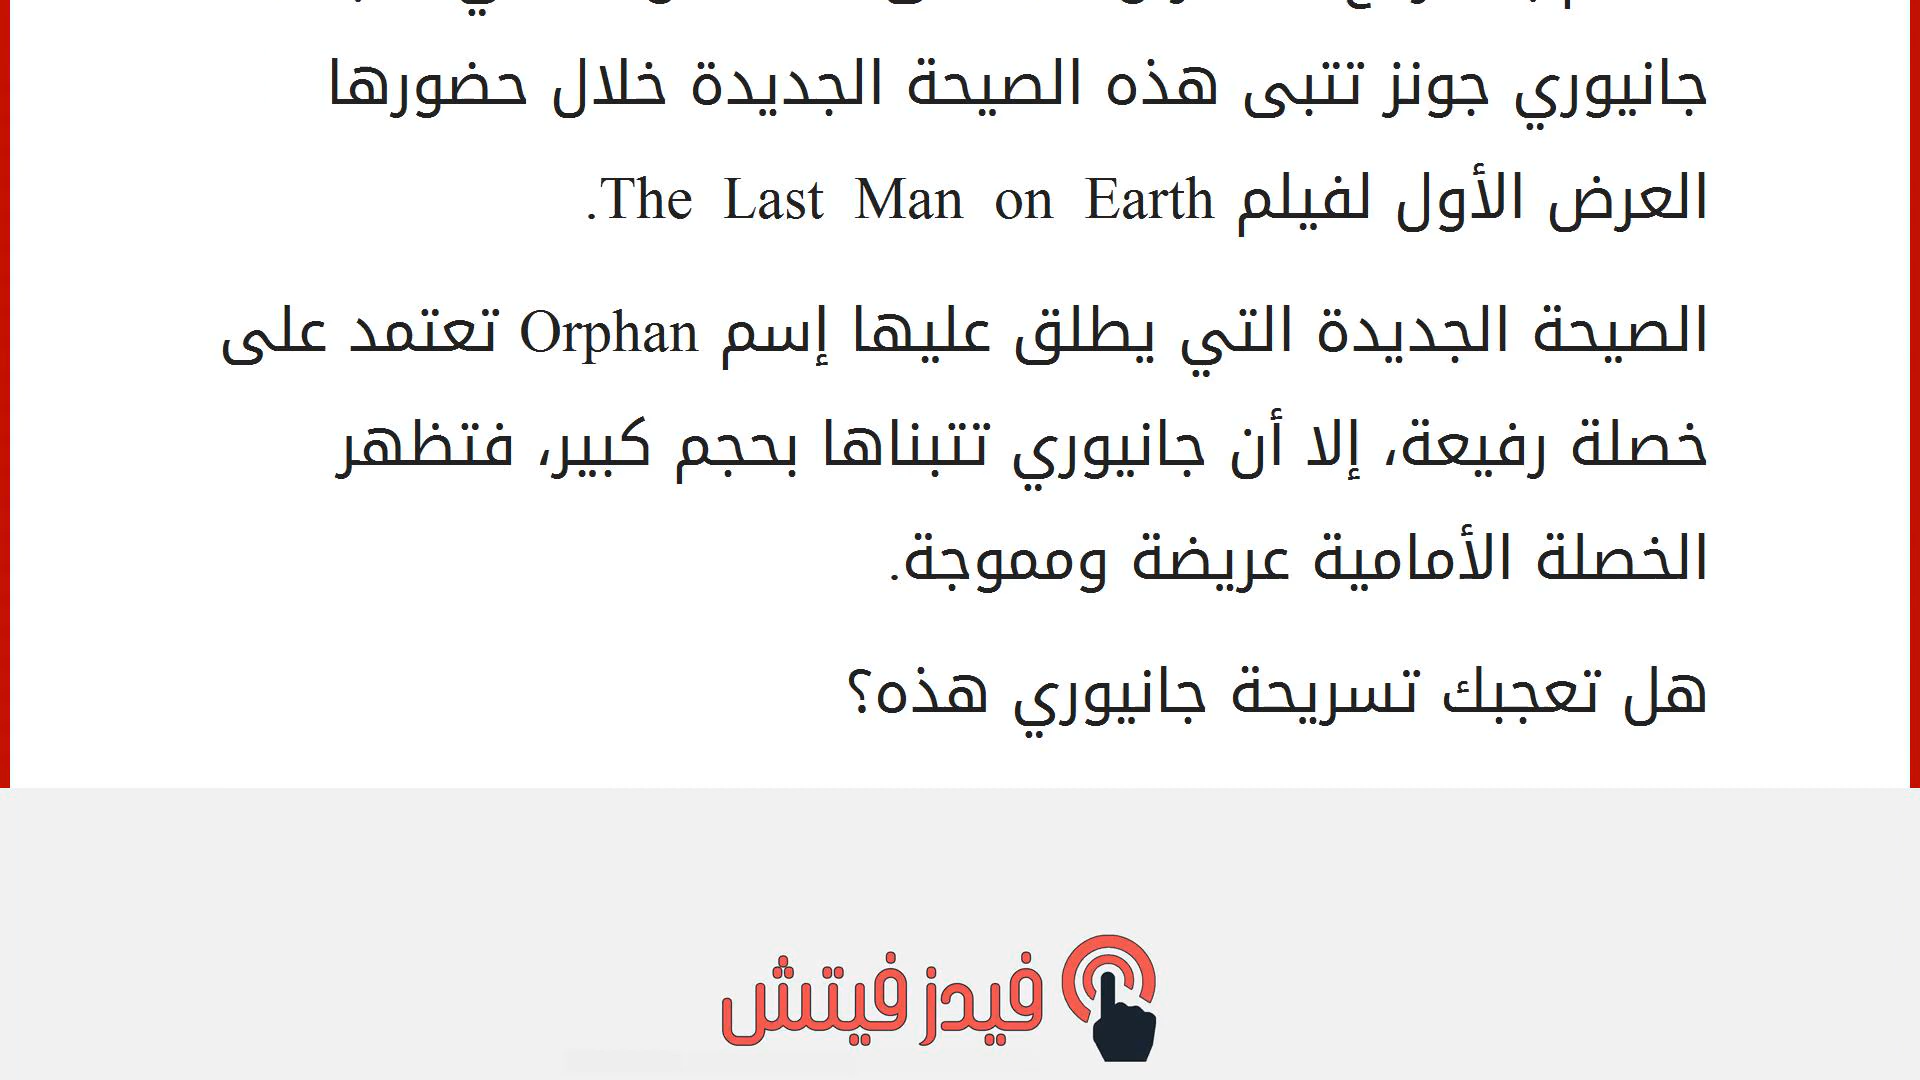 جانيوري جونز تتبى هذه الصيحة الجديدة خلال حضورها
العرض الأول لفيلم The Last Man on Earth.
الصيحة الجديدة التي يطلق عليها إسم Orphan تعتمد على
خصلة رفيعة، إلا أن جانيوري تتبناها بحجم كبير، فتظهر
الخصلة الأمامية عريضة ومموجة.
هل تعجبك تسريحة جانيوري هذه؟
فيدز فيتش